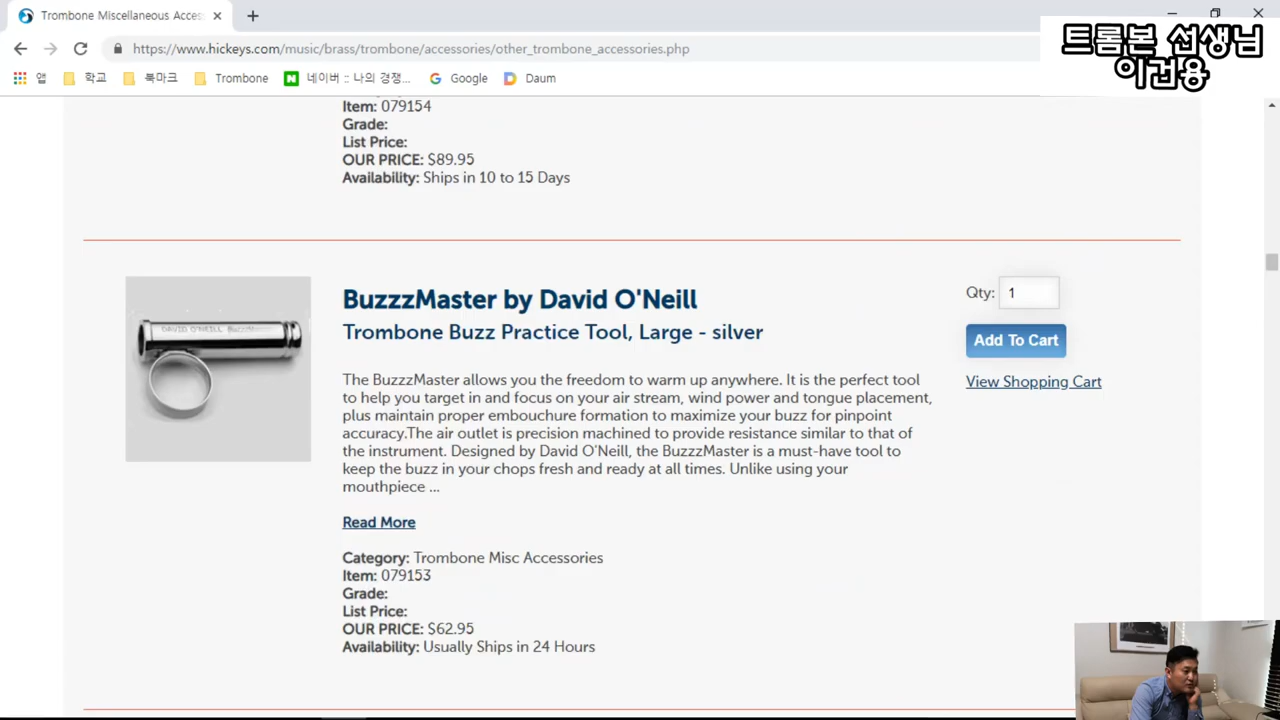 Trombone Miscellaneous Acces
https://www.hickeys.com/music/brass/trombone/accessories/other_trombone_accessories.php
트롬본 선생님
이건용
앱 학교 북마크 Trombone 네이버 :: 나의 경쟁... Google Daum
Item: 079154
Grade:
List Price:
OUR PRICE: $89.95
Availability: Ships in 10 to 15 Days
DAVID O'NEILL BuzzzMaster
BuzzzMaster by David O'Neill
Trombone Buzz Practice Tool, Large - silver
The BuzzzMaster allows you the freedom to warm up anywhere. It is the perfect tool
to help you target in and focus on your air stream, wind power and tongue placement,
plus maintain proper embouchure formation to maximize your buzz for pinpoint
accuracy.The air outlet is precision machined to provide resistance similar to that of
the instrument. Designed by David O'Neill, the BuzzzMaster is a must-have tool to
keep the buzz in your chops fresh and ready at all times. Unlike using your
mouthpiece ...
Read More
Category: Trombone Misc Accessories
Item: 079153
Grade:
List Price:
OUR PRICE: $62.95
Availability: Usually Ships in 24 Hours
Qty: 1
Add To Cart
View Shopping Cart